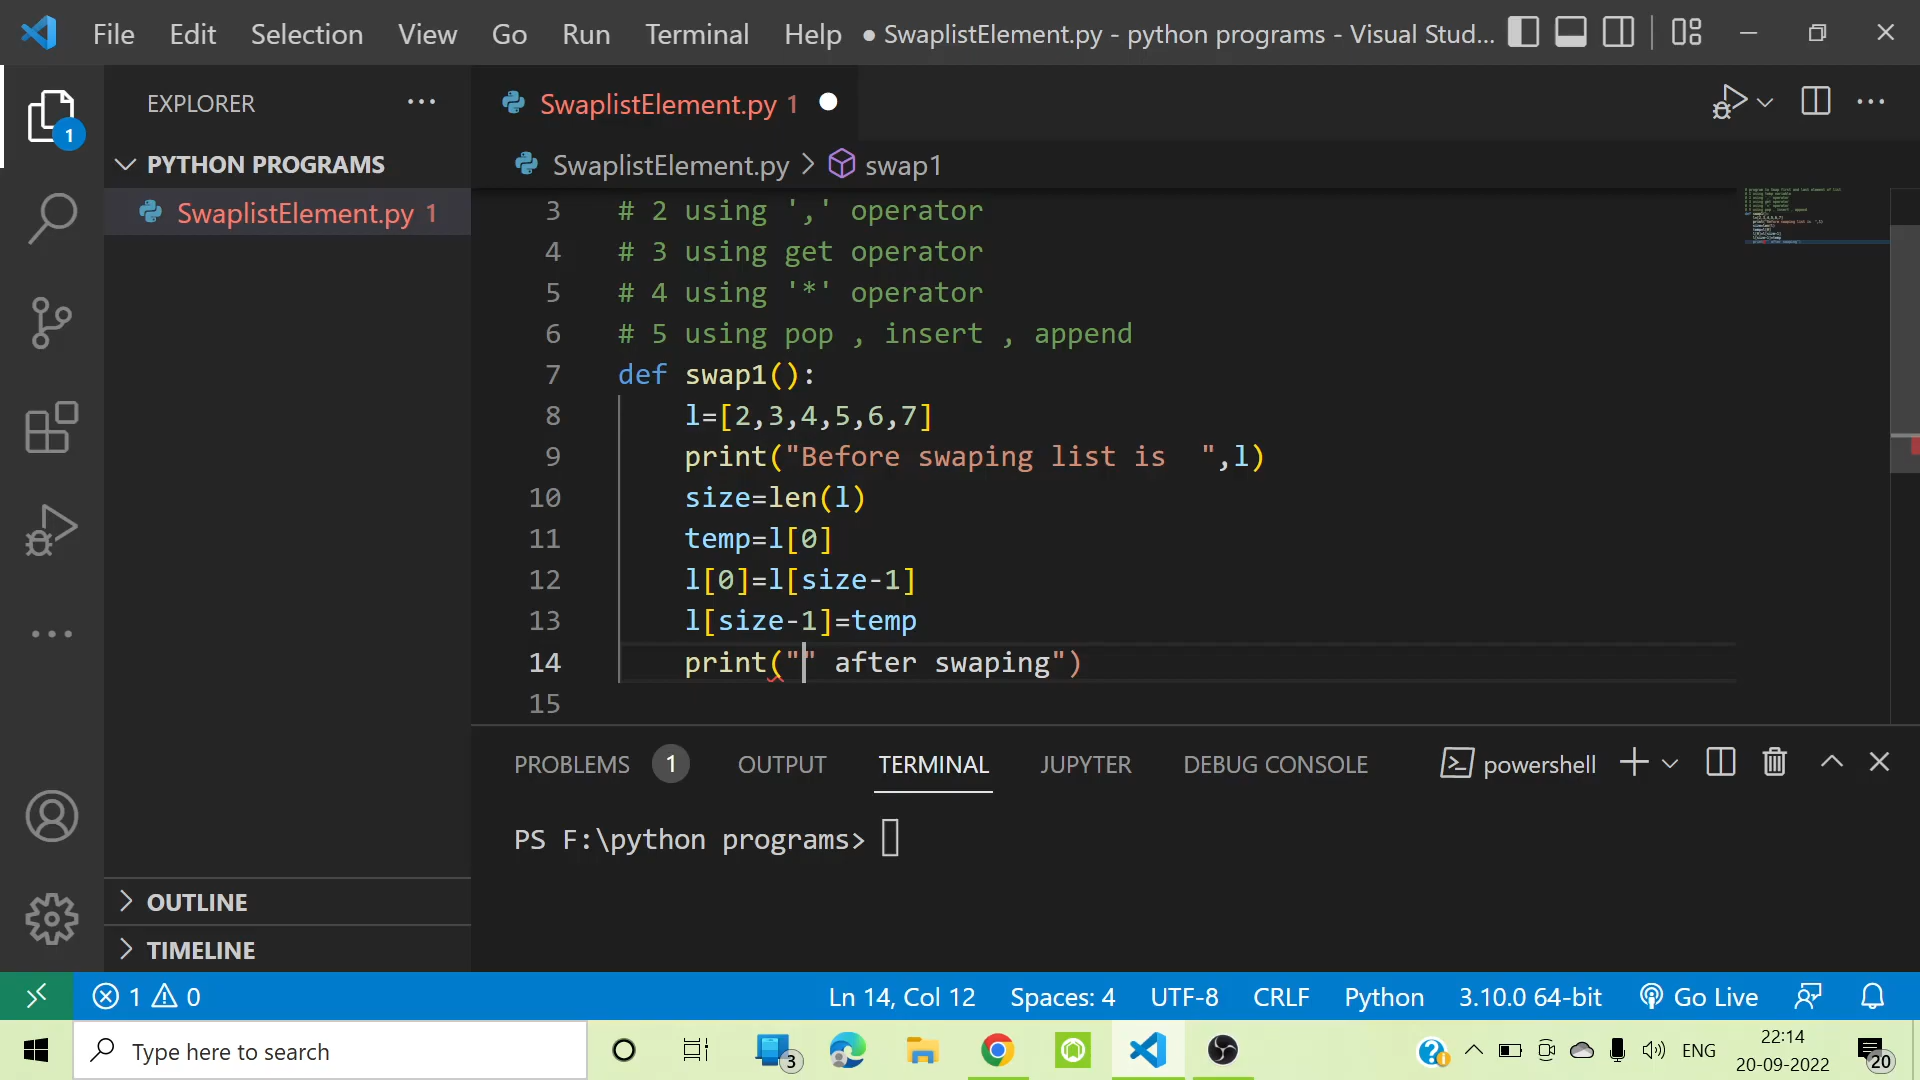 File Edit Selection View Go Run Terminal Help ● SwaplistElement.py - python programs - Visual Stud...
EXPLORER ...
1
PYTHON PROGRAMS
SwaplistElement.py 1
SwaplistElement.py 1
SwaplistElement.py > swap1
3 # 2 using ',' operator
4 # 3 using get operator
5 # 4 using '*' operator
6 # 5 using pop , insert , append
7 def swap1():
8 l=[2,3,4,5,6,7]
9 print("Before swaping list is  ",l)
10 size=len(l)
11 temp=l[0]
12 l[0]=l[size-1]
13 l[size-1]=temp
14 print("" after swaping")
15
PROBLEMS 1 OUTPUT TERMINAL JUPYTER DEBUG CONSOLE powershell
PS F:\python programs>
OUTLINE
TIMELINE
1 0 Ln 14, Col 12 Spaces: 4 UTF-8 CRLF Python 3.10.0 64-bit Go Live
Type here to search 3 ENG 22:14 20
20-09-2022